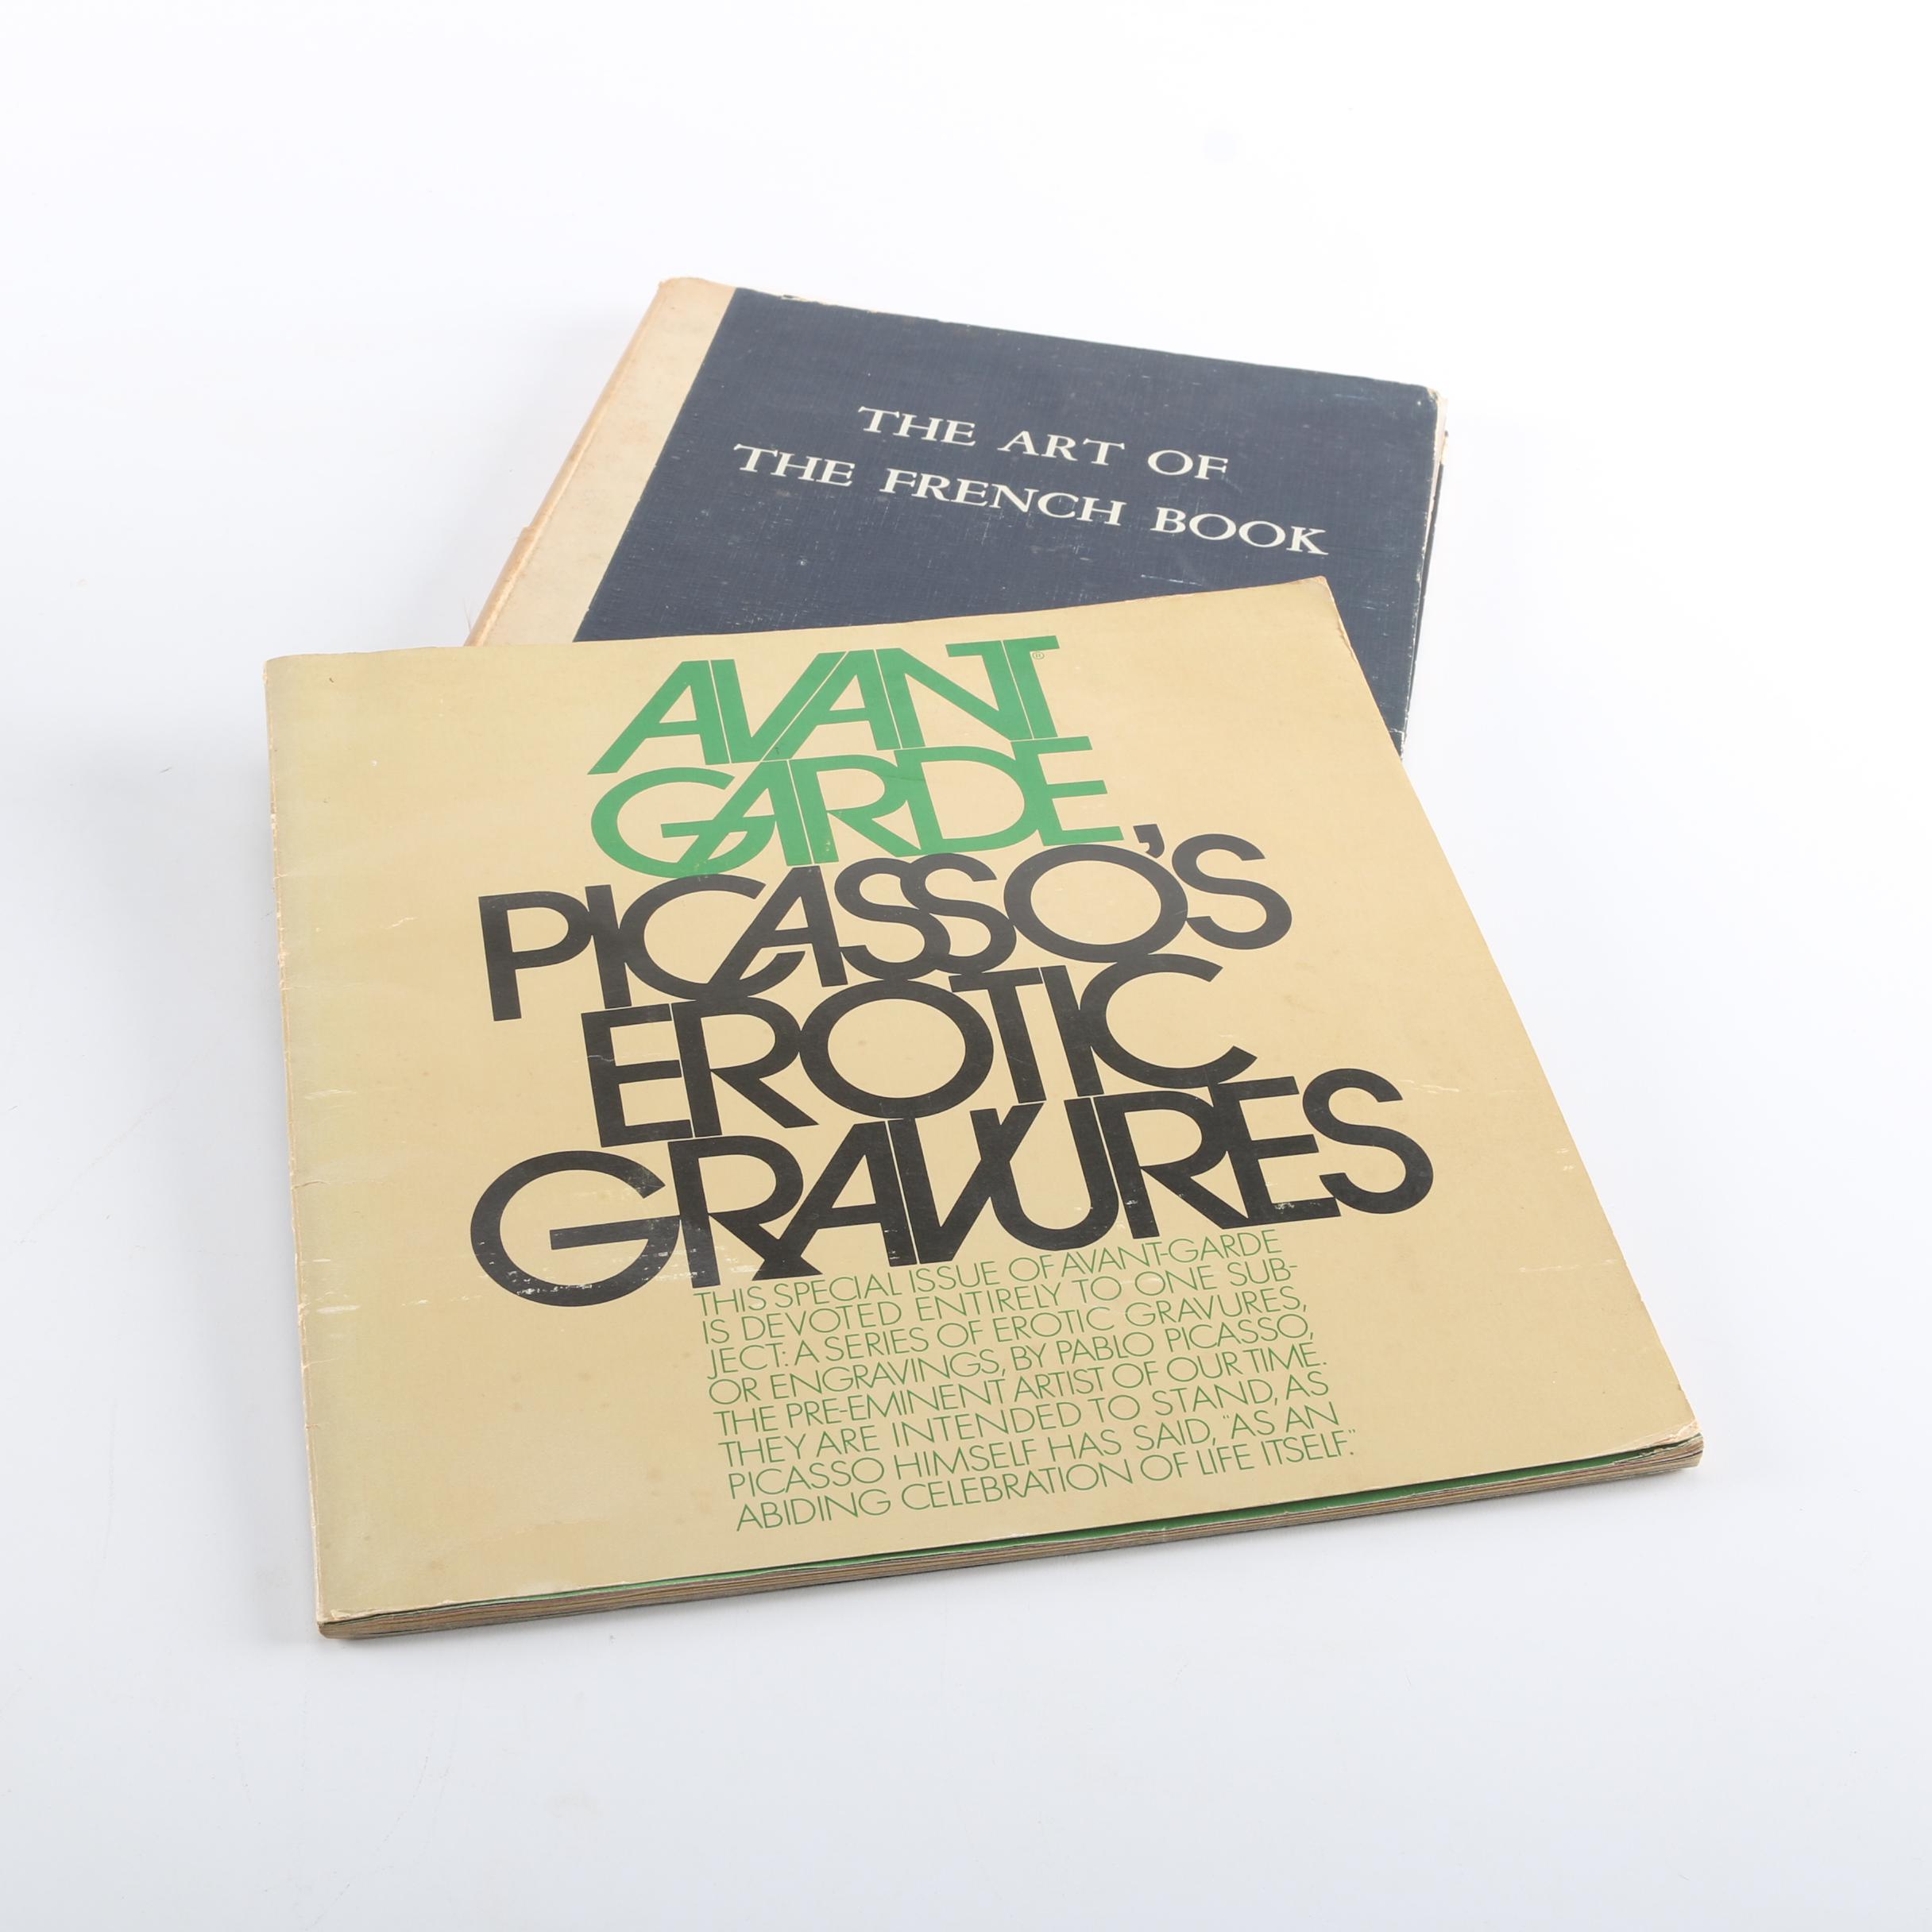 THE ART OF
THE FRENCH BOOK
AVANT®
GARDE
PICASSO'S
EROTIC
GRAVURES
THIS SPECIAL ISSUE OF AVANT-GARDE
IS DEVOTED ENTIRELY TO ONE SUB-
JECT: A SERIES OF EROTIC GRAVURES,
OR ENGRAVINGS, BY PABLO PICASSO,
THE PRE-EMINENT ARTIST OF OUR TIME.
THEY ARE INTENDED TO STAND, AS
PICASSO HIMSELF HAS SAID, "AS AN
ABIDING CELEBRATION OF LIFE ITSELF."